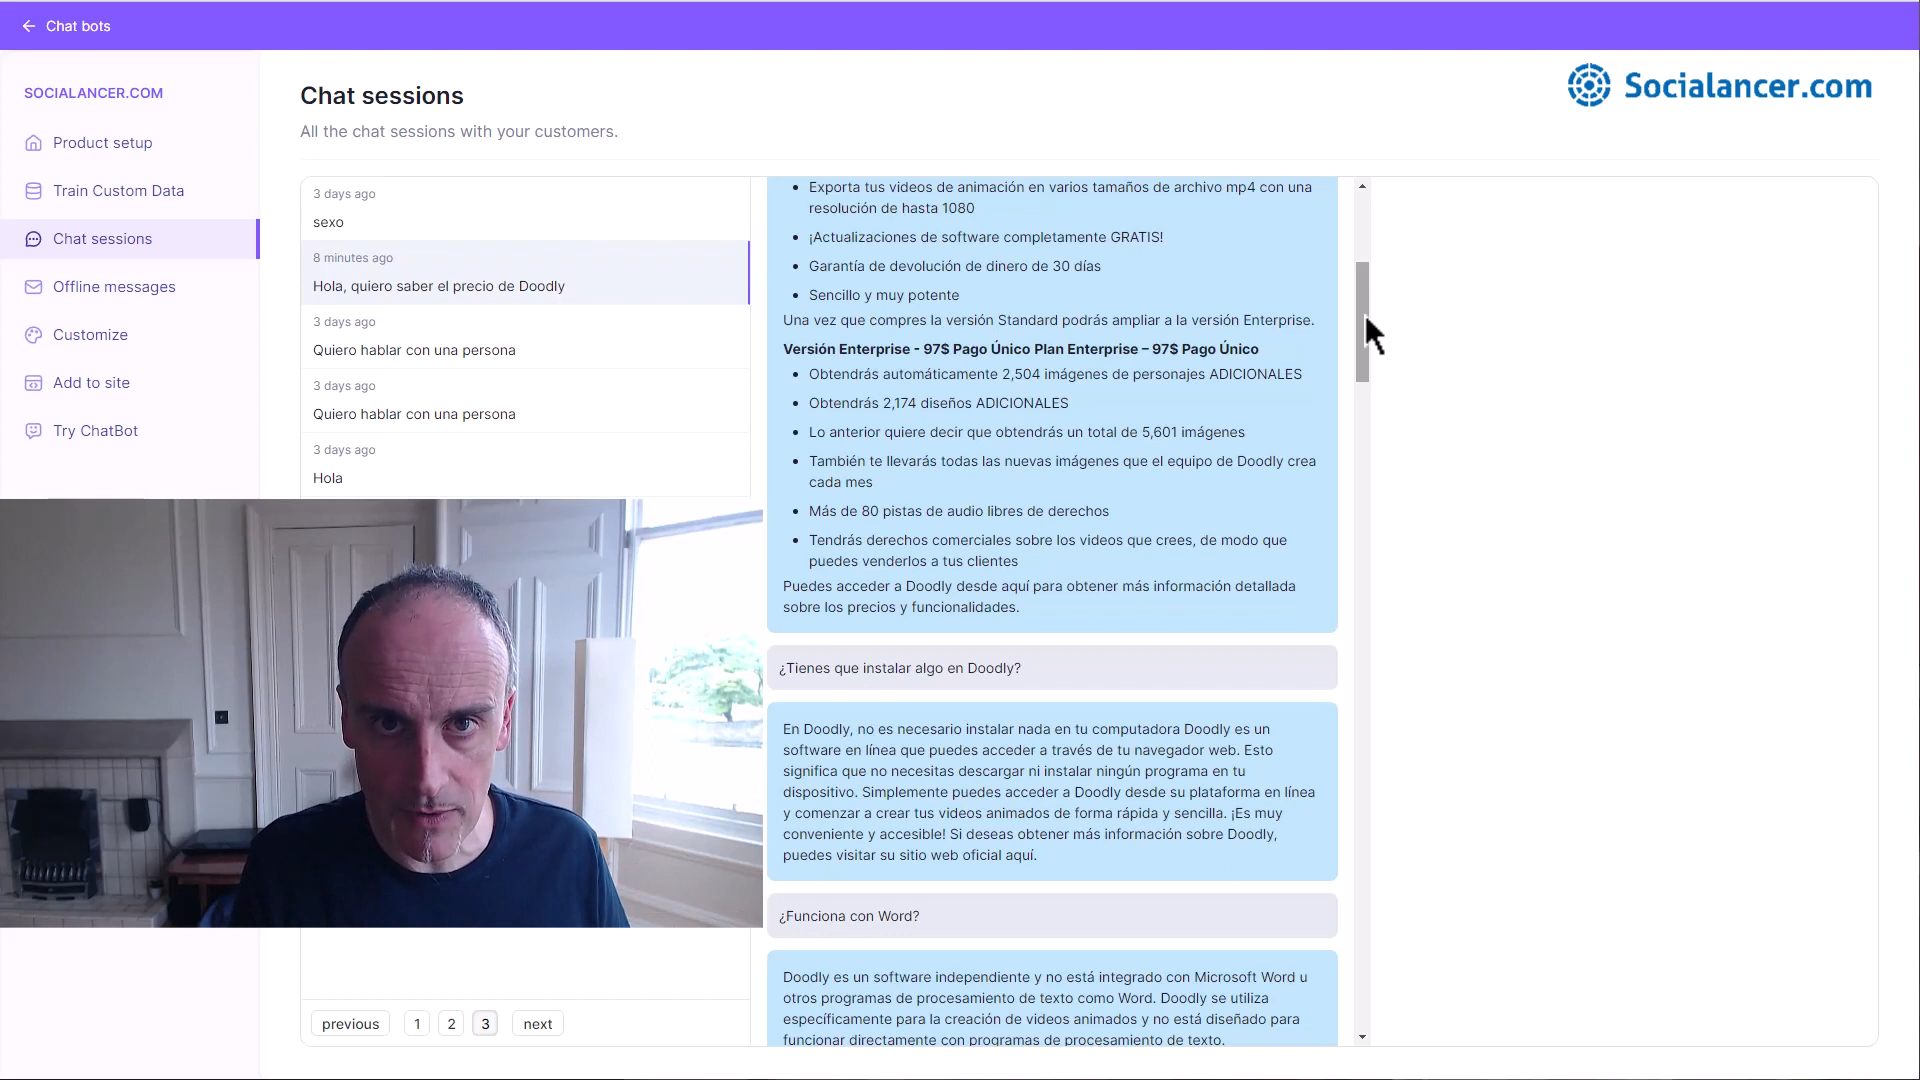 Chat bots
SOCIALANCER.COM
Product setup
Train Custom Data
Chat sessions
Offline messages
Customize
Add to site
Try ChatBot
Chat sessions
All the chat sessions with your customers.
Socialancer.com
3 days ago
sexo
8 minutes ago
Hola, quiero saber el precio de Doodly
3 days ago
Quiero hablar con una persona
3 days ago
Quiero hablar con una persona
3 days ago
Hola
previous 1 2 3 next
• Exporta tus videos de animación en varios tamaños de archivo mp4 con una
resolución de hasta 1080
• ¡Actualizaciones de software completamente GRATIS!
• Garantía de devolución de dinero de 30 días
• Sencillo y muy potente
Una vez que compres la versión Standard podrás ampliar a la versión Enterprise.
Versión Enterprise - 97$ Pago Único Plan Enterprise – 97$ Pago Único
• Obtendrás automáticamente 2,504 imágenes de personajes ADICIONALES
• Obtendrás 2,174 diseños ADICIONALES
• Lo anterior quiere decir que obtendrás un total de 5,601 imágenes
• También te llevarás todas las nuevas imágenes que el equipo de Doodly crea
cada mes
• Más de 80 pistas de audio libres de derechos
• Tendrás derechos comerciales sobre los videos que crees, de modo que
puedes venderlos a tus clientes
Puedes acceder a Doodly desde aquí para obtener más información detallada
sobre los precios y funcionalidades.
¿Tienes que instalar algo en Doodly?
En Doodly, no es necesario instalar nada en tu computadora Doodly es un
software en línea que puedes acceder a través de tu navegador web. Esto
significa que no necesitas descargar ni instalar ningún programa en tu
dispositivo. Simplemente puedes acceder a Doodly desde su plataforma en línea
y comenzar a crear tus videos animados de forma rápida y sencilla. ¡Es muy
conveniente y accesible! Si deseas obtener más información sobre Doodly,
puedes visitar su sitio web oficial aquí.
¿Funciona con Word?
Doodly es un software independiente y no está integrado con Microsoft Word u
otros programas de procesamiento de texto como Word. Doodly se utiliza
específicamente para la creación de videos animados y no está diseñado para
funcionar directamente con programas de procesamiento de texto.